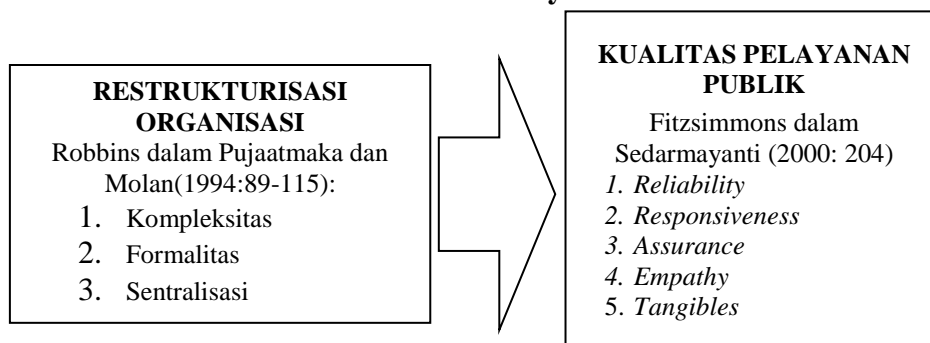 RESTRUKTURISASI
ORGANISASI
Robbins dalam Pujaatmaka dan
Molan(1994:89-115):
1. Kompleksitas
2. Formalitas
3. Sentralisasi
KUALITAS PELAYANAN
PUBLIK
Fitzsimmons dalam
Sedarmayanti (2000: 204)
1. Reliability
2. Responsiveness
3. Assurance
4. Empathy
5. Tangibles